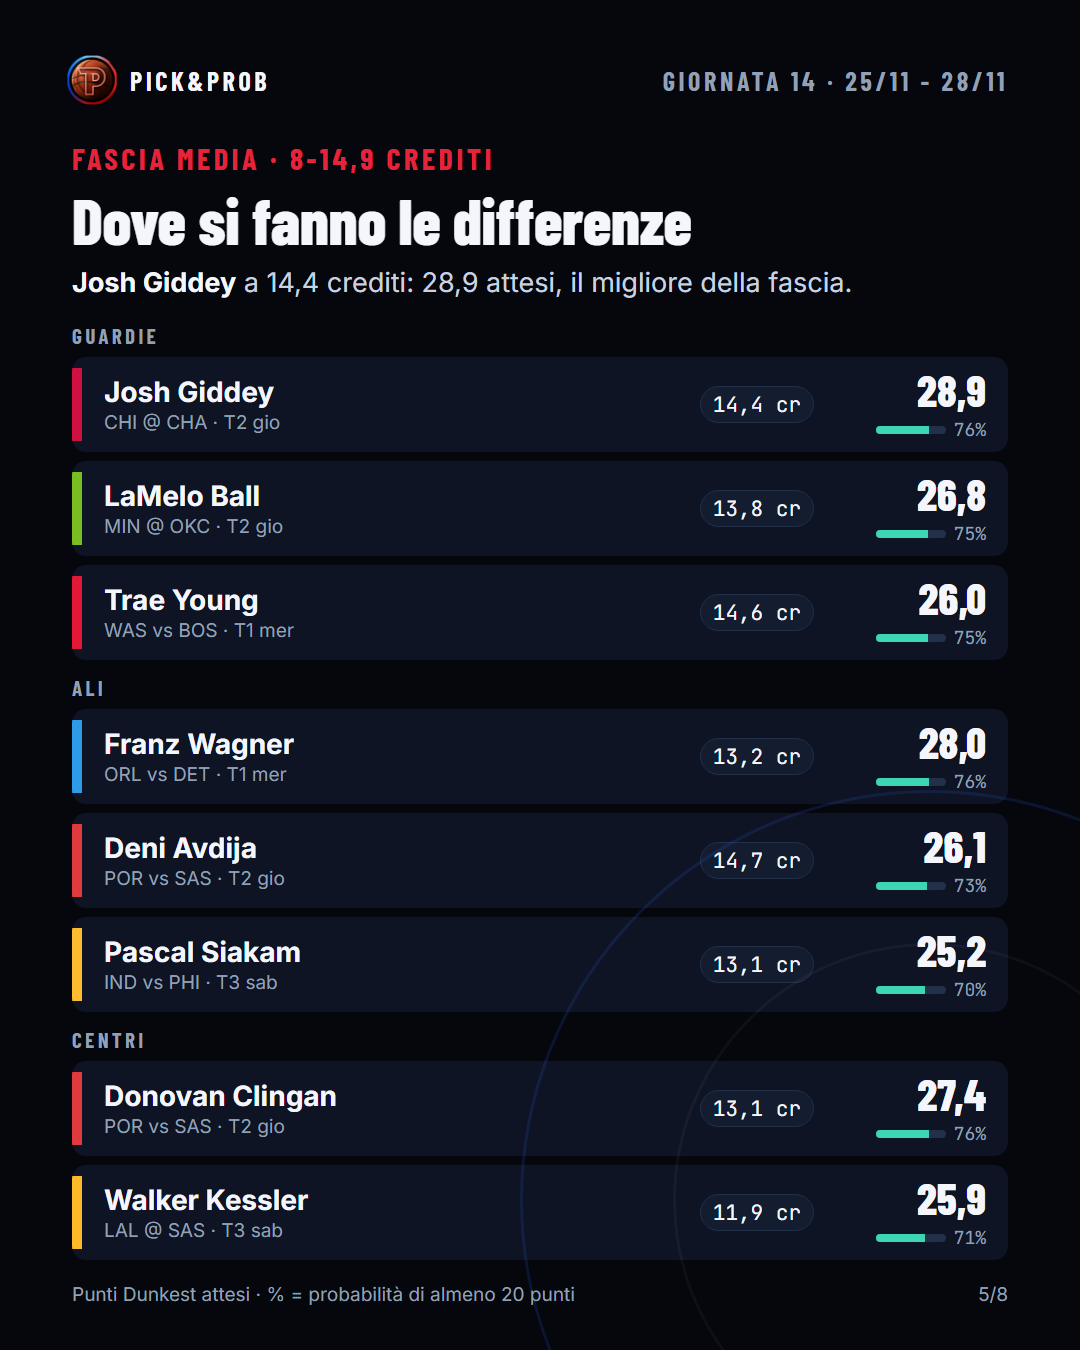 PICK&PROB
GIORNATA 14 · 25/11 - 28/11
FASCIA MEDIA · 8-14,9 CREDITI
Dove si fanno le differenze
Josh Giddey a 14,4 crediti: 28,9 attesi, il migliore della fascia.
GUARDIE
Josh Giddey
CHI @ CHA · T2 gio
14,4 cr
28,9
76%
LaMelo Ball
MIN @ OKC · T2 gio
13,8 cr
26,8
75%
Trae Young
WAS vs BOS · T1 mer
14,6 cr
26,0
75%
ALI
Franz Wagner
ORL vs DET · T1 mer
13,2 cr
28,0
76%
Deni Avdija
POR vs SAS · T2 gio
14,7 cr
26,1
73%
Pascal Siakam
IND vs PHI · T3 sab
13,1 cr
25,2
70%
CENTRI
Donovan Clingan
POR vs SAS · T2 gio
13,1 cr
27,4
76%
Walker Kessler
LAL @ SAS · T3 sab
11,9 cr
25,9
71%
Punti Dunkest attesi · % = probabilità di almeno 20 punti
5/8